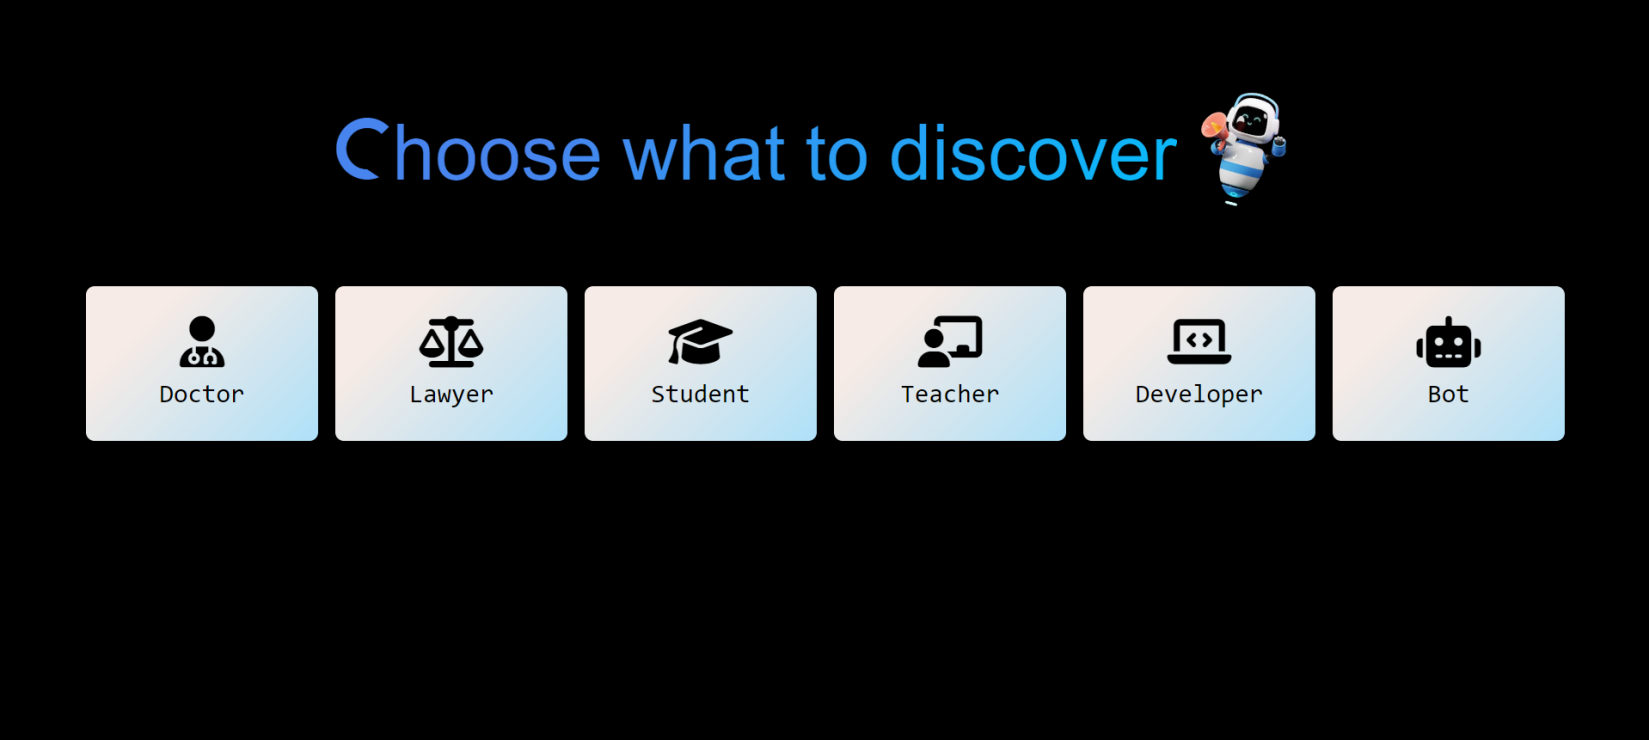 Choose what to discover
Doctor
Lawyer
Student
Teacher
Developer
Bot